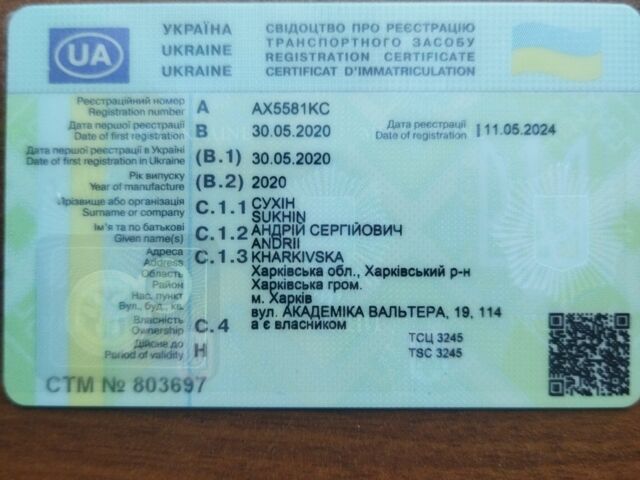 UA
УКРАЇНА
UKRAINE
UKRAINE
СВІДОЦТВО ПРО РЕЄСТРАЦІЮ
ТРАНСПОРТНОГО ЗАСОБУ
REGISTRATION CERTIFICATE
CERTIFICAT D'IMMATRICULATION
Реєстраційний номер
Registration number A AX5581KC
Дата першої реєстрації
Date of first registration B 30.05.2020
Дата реєстрації
Date of registration I 11.05.2024
Дата першої реєстрації в Україні
Date of first registration in Ukraine (B.1) 30.05.2020
Рік випуску
Year of manufacture (B.2) 2020
Прізвище або організація
Surname or company C.1.1 СУХІН
SUKHIN
Ім'я та по батькові
Given name(s) C.1.2 АНДРІЙ СЕРГІЙОВИЧ
ANDRII
Адреса
Address C.1.3 KHARKIVSKA
Область Харківська обл., Харківський р-н
Район Харківська гром.
Нас. пункт м. Харків
Вул., буд., кв. вул. АКАДЕМІКА ВАЛЬТЕРА, 19, 114
Власність
Ownership C.4 а є власником
Дійсне до
Period of validity H
ТСЦ 3245
TSC 3245
СТМ № 803697